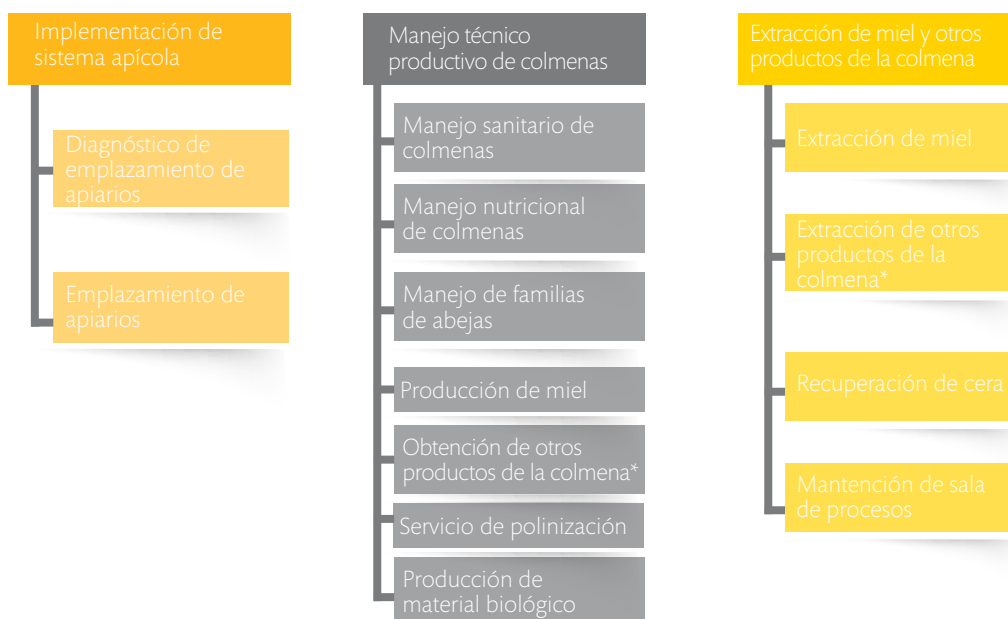 Implementación de
sistema apícola
Diagnóstico de
emplazamiento de
apiarios
Emplazamiento de
apiarios
Manejo técnico
productivo de colmenas
Manejo sanitario de
colmenas
Manejo nutricional
de colmenas
Manejo de familias
de abejas
Producción de miel
Obtención de otros
productos de la colmena*
Servicio de polinización
Producción de
material biológico
Extracción de miel y otros
productos de la colmena
Extracción de miel
Extracción de otros
productos de la
colmena*
Recuperación de cera
Mantención de sala
de procesos